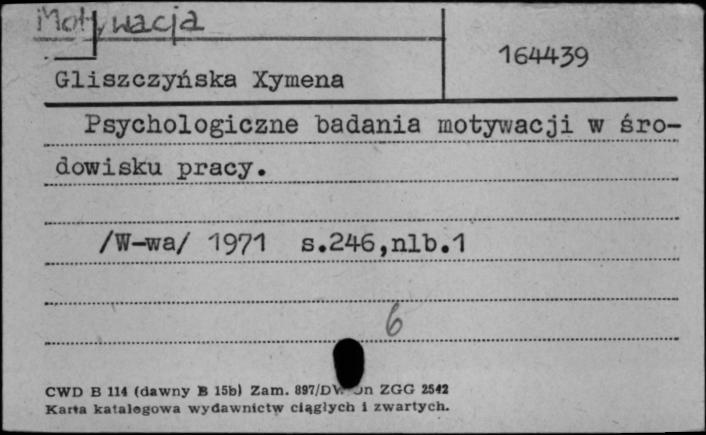 Motywacja
164439
Gliszczyńska Xymena
Psychologiczne badania motywacji w śro-
dowisku pracy.
/W-wa/ 1971 s.246,nlb.1
6
CWD B 114 (dawny B 15b) Zam. 897/DW ZGG 2542
Karta katalogowa wydawnictw ciągłych i zwartych.